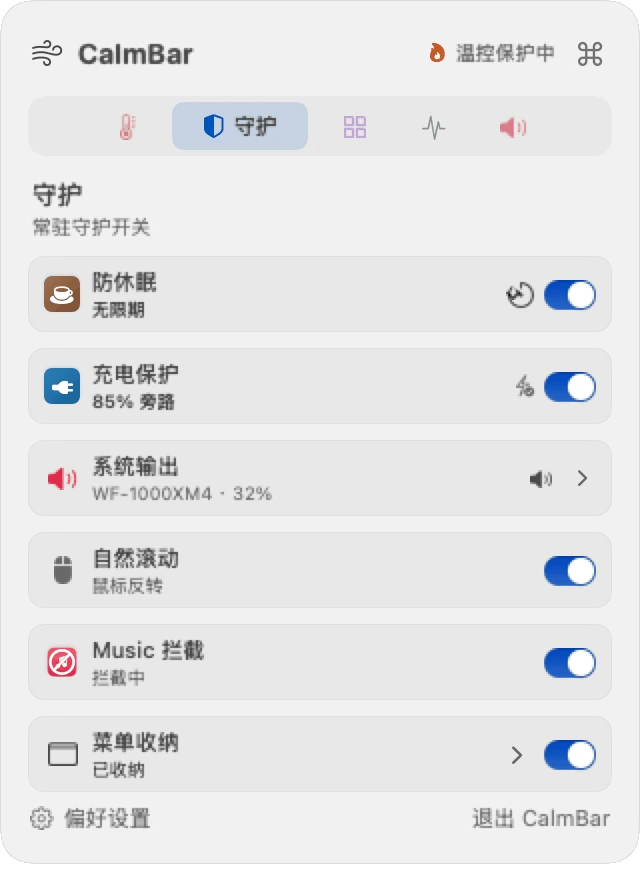 CalmBar
温控保护中
守护
守护
常驻守护开关
防休眠
无限期
充电保护
85% 旁路
系统输出
WF-1000XM4 · 32%
自然滚动
鼠标反转
Music 拦截
拦截中
菜单收纳
已收纳
偏好设置
退出 CalmBar